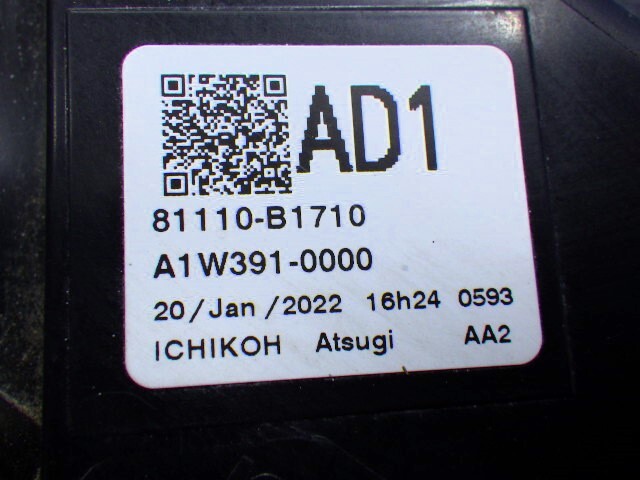 AD1
81110-B1710
A1W391-0000
20/Jan/2022 16h24 0593
ICHIKOH Atsugi AA2